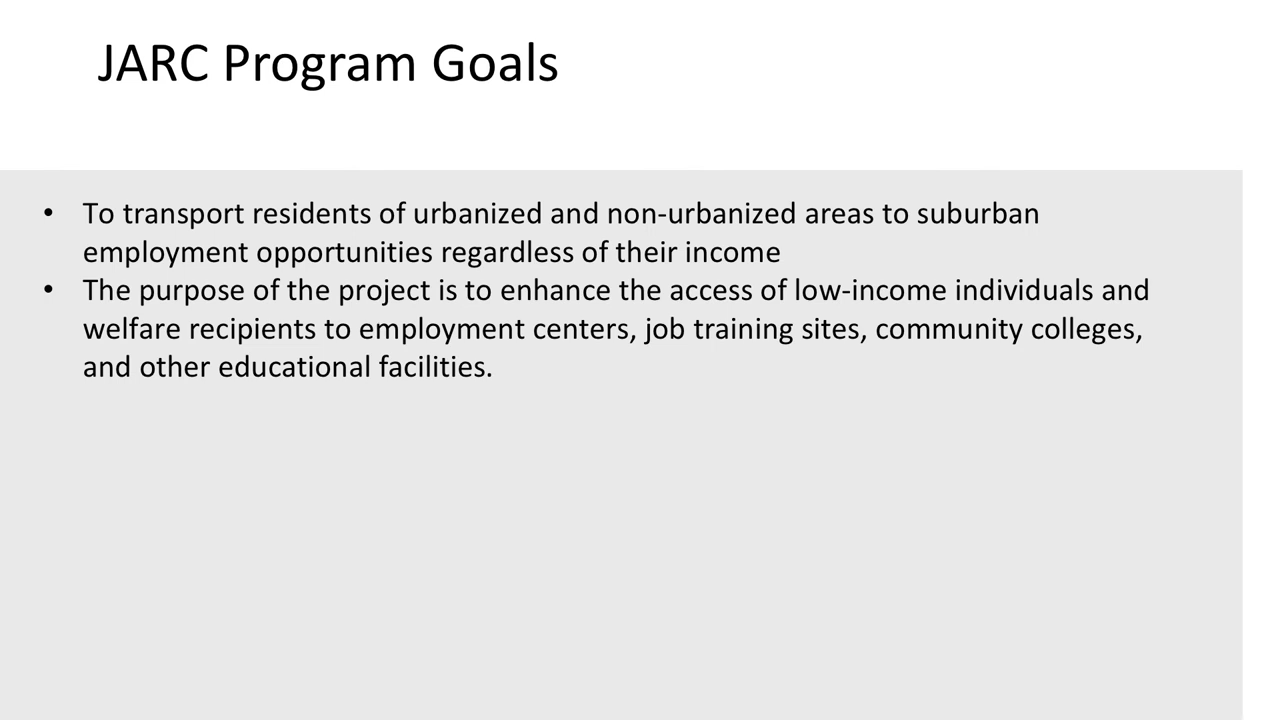 JARC Program Goals
• To transport residents of urbanized and non-urbanized areas to suburban
employment opportunities regardless of their income
• The purpose of the project is to enhance the access of low-income individuals and
welfare recipients to employment centers, job training sites, community colleges,
and other educational facilities.